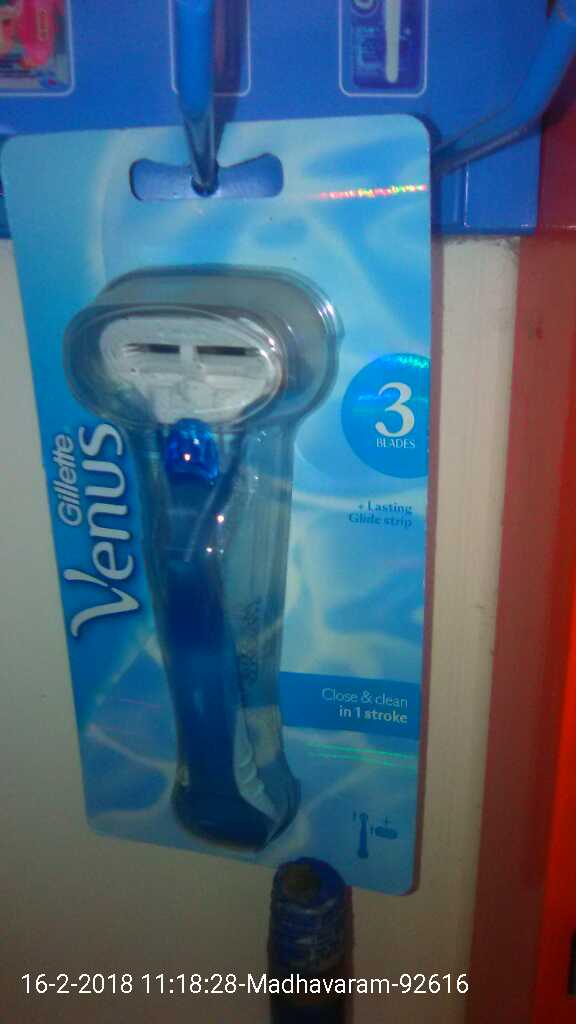 3
BLADES
Gillette
Venus
+ Lasting
Glide strip
Close & clean
in 1 stroke
16-2-2018 11:18:28-Madhavaram-92616